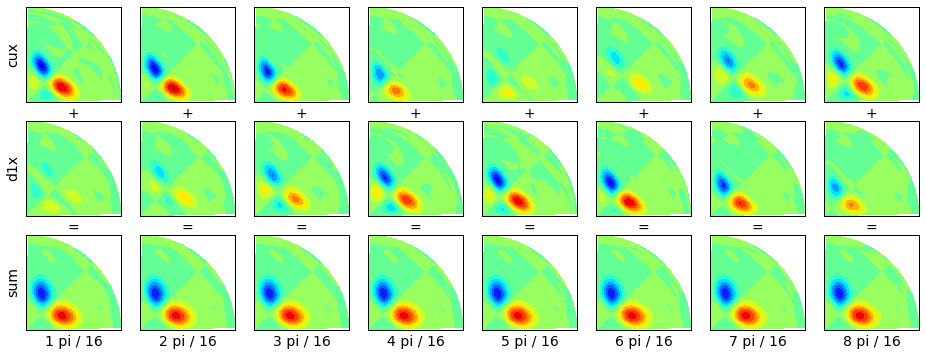 cux
+ + + + + + + +
d1x
= = = = = = = =
sum
1 pi / 16 2 pi / 16 3 pi / 16 4 pi / 16 5 pi / 16 6 pi / 16 7 pi / 16 8 pi / 16